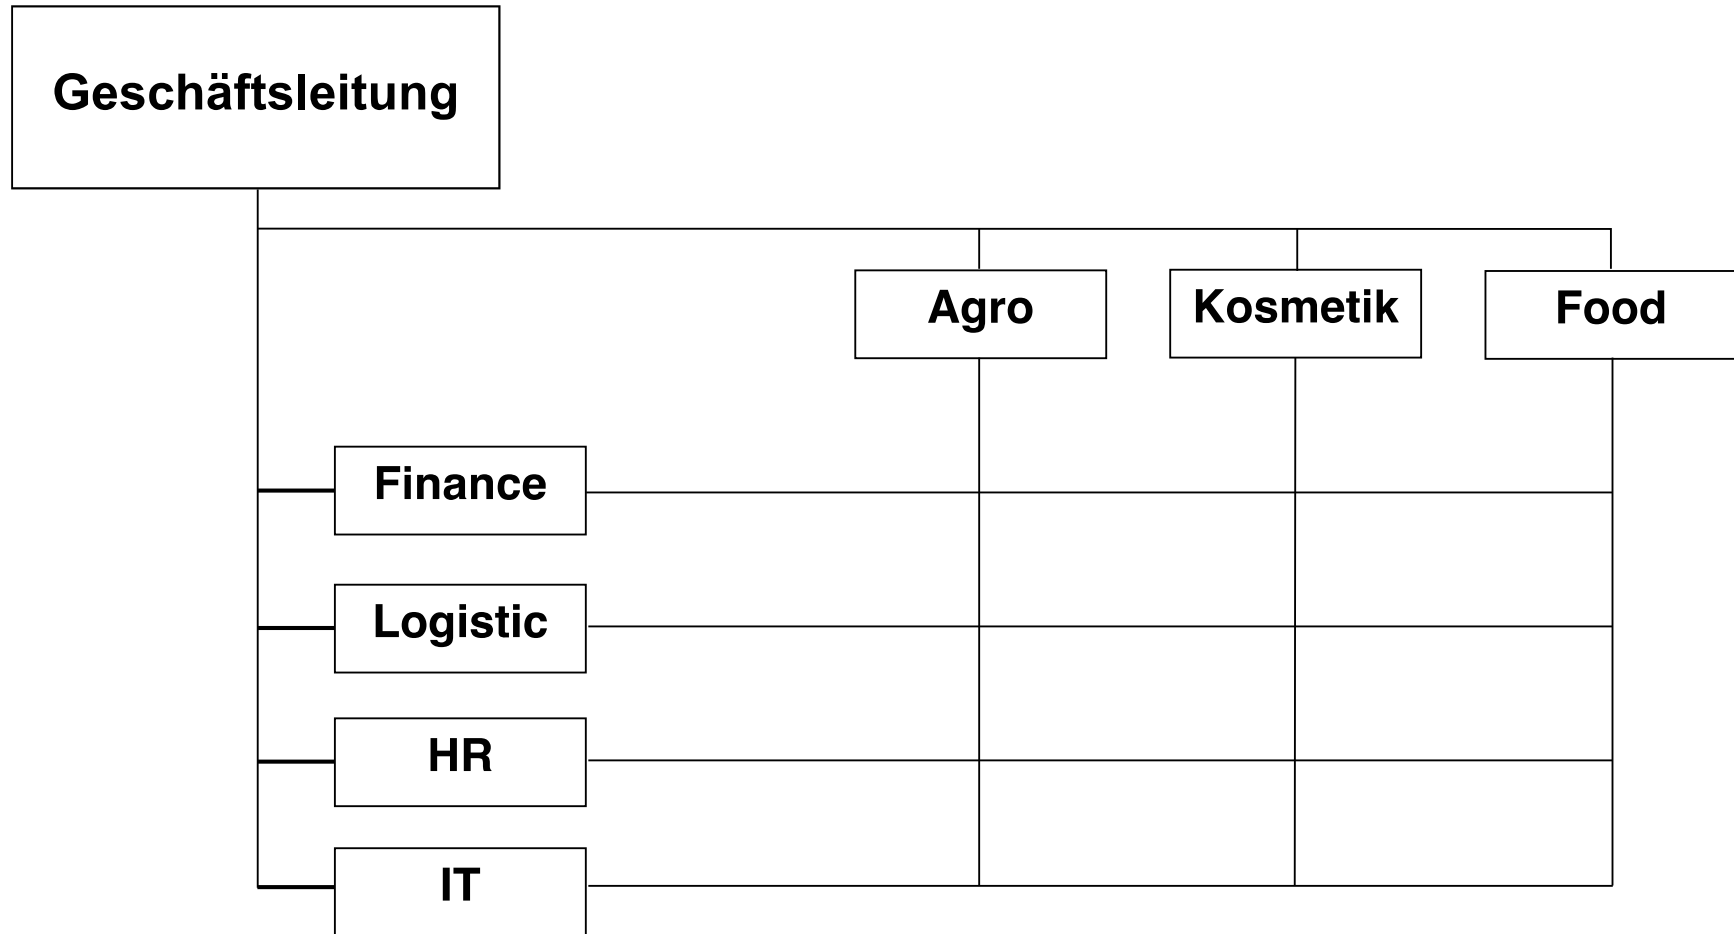 Geschäftsleitung
Agro
Kosmetik
Food
Finance
Logistic
HR
IT